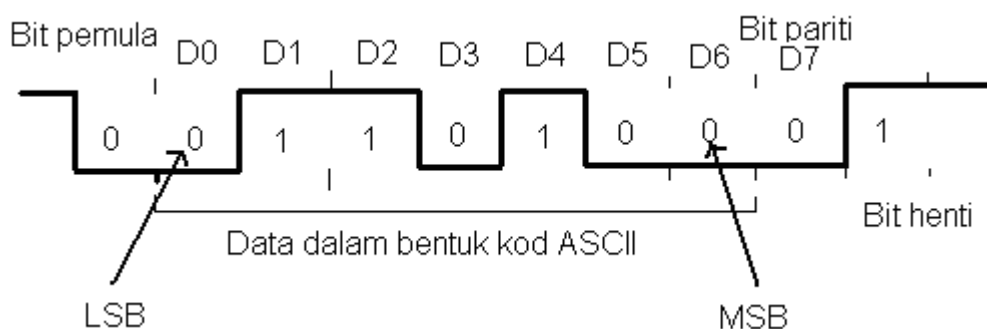 Bit pemula
Bit pariti
D0 D1 D2 D3 D4 D5 D6 D7
0 0 1 1 0 1 0 0 0 1
Bit henti
Data dalam bentuk kod ASCII
LSB
MSB